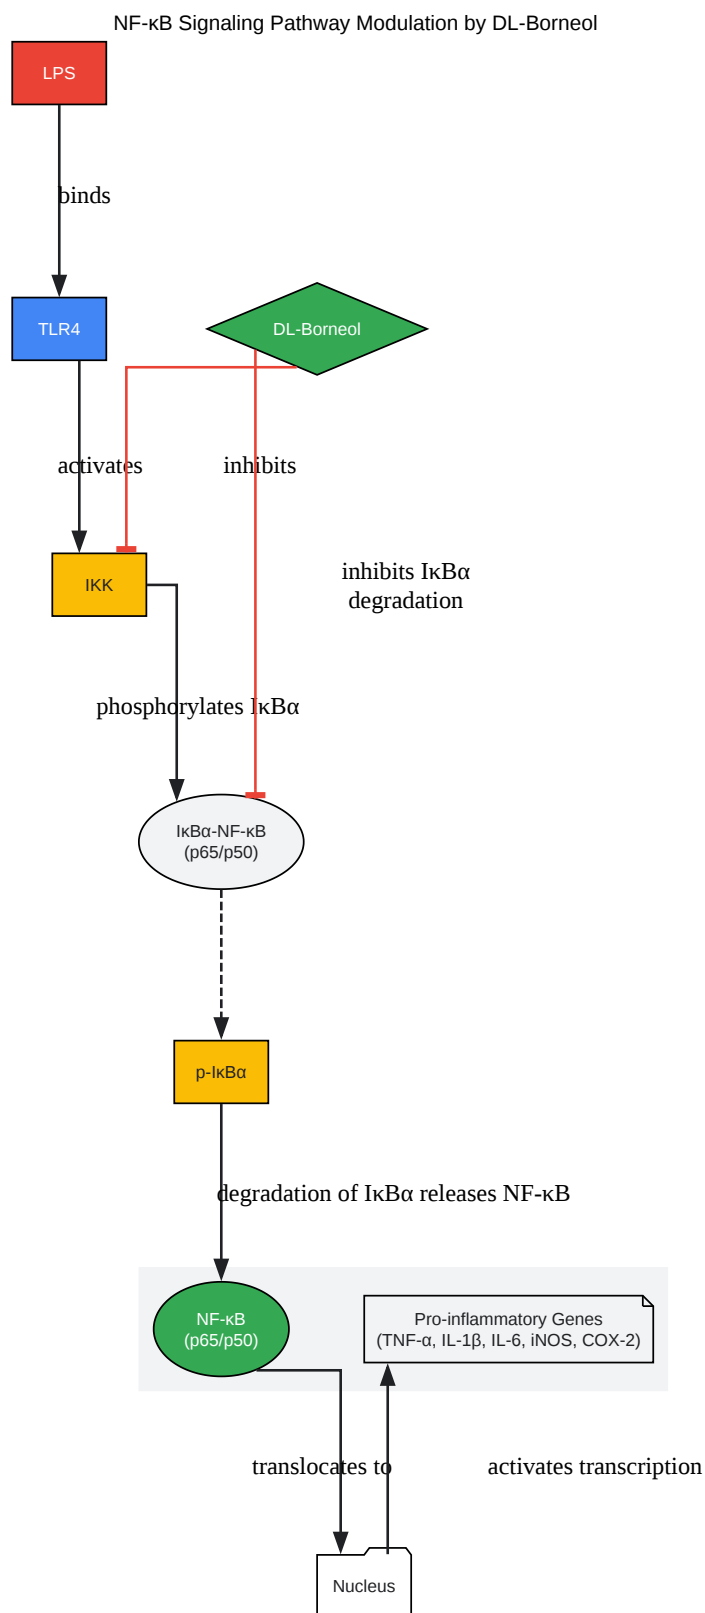 NF-κB Signaling Pathway Modulation by DL-Borneol
LPS
binds
TLR4
DL-Borneol
activates
inhibits
inhibits IκBα
degradation
IKK
phosphorylates IκBα
IκBα-NF-κB
(p65/p50)
p-IκBα
degradation of IκBα releases NF-κB
NF-κB
(p65/p50)
Pro-inflammatory Genes
(TNF-α, IL-1β, IL-6, iNOS, COX-2)
translocates to
activates transcription
Nucleus